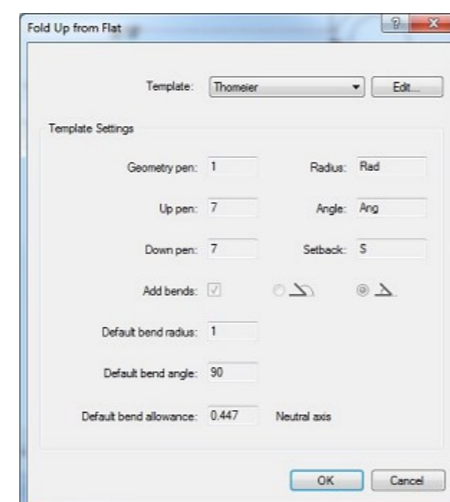 Fold Up from Flat
Template: Thomeier Edit...
Template Settings
Geometry pen: 1 Radius: Rad
Up pen: 7 Angle: Ang
Down pen: 7 Setback: S
Add bends:
Default bend radius: 1
Default bend angle: 90
Default bend allowance: 0.447 Neutral axis
OK Cancel